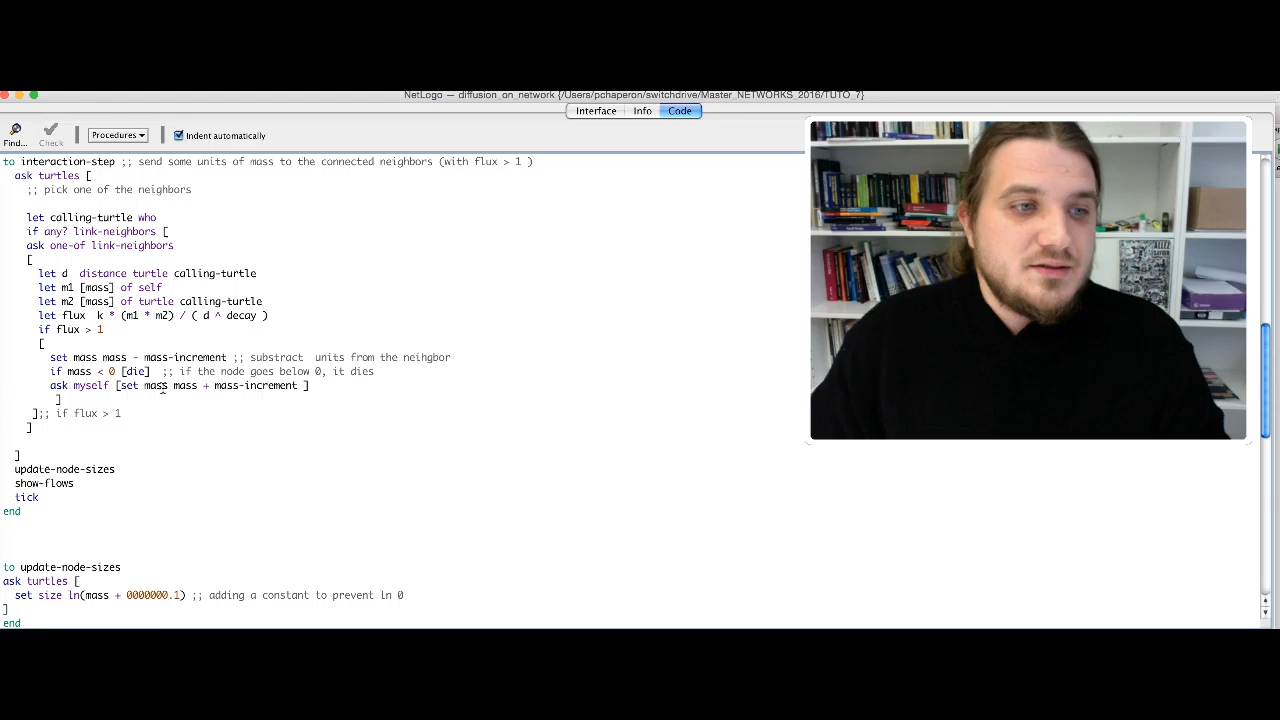 NetLogo — diffusion_on_network {/Users/pchaperon/switchdrive/Master_NETWORKS_2016/TUTO_7}
Interface Info Code
Find... Check Procedures Indent automatically
to interaction-step ;; send some units of mass to the connected neighbors (with flux > 1 )
ask turtles [
;; pick one of the neighbors
let calling-turtle who
if any? link-neighbors [
ask one-of link-neighbors
[
let d distance turtle calling-turtle
let m1 [mass] of self
let m2 [mass] of turtle calling-turtle
let flux k * (m1 * m2) / ( d ^ decay )
if flux > 1
[
set mass mass - mass-increment ;; substract units from the neihgbor
if mass < 0 [die] ;; if the node goes below 0, it dies
ask myself [set mass mass + mass-increment ]
]
];; if flux > 1
]
]
update-node-sizes
show-flows
tick
end
to update-node-sizes
ask turtles [
set size ln(mass + 0000000.1) ;; adding a constant to prevent ln 0
]
end